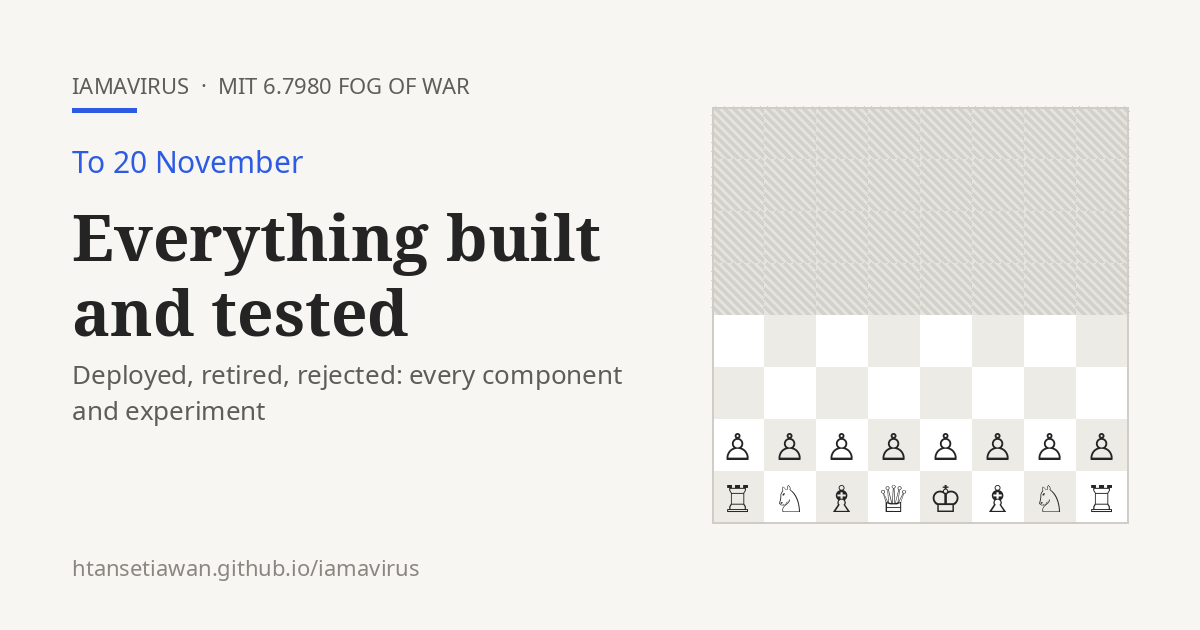 IAMAVIRUS · MIT 6.7980 FOG OF WAR
To 20 November
Everything built
and tested
Deployed, retired, rejected: every component
and experiment
htansetiawan.github.io/iamavirus